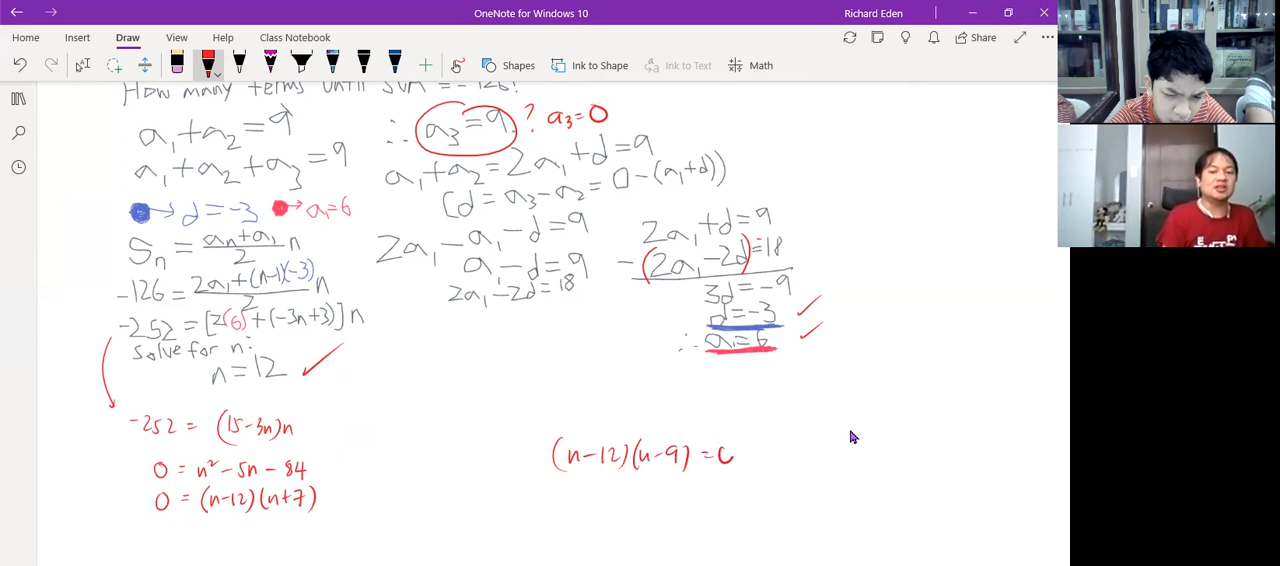 OneNote for Windows 10
Richard Eden
Home Insert Draw View Help Class Notebook
Share
Shapes Ink to Shape Ink to Text Math
How many terms until sum = -126?
a₁+a₂ = 9
a₁+a₂+a₃ = 9
→ d = -3 → a₁ = 6
Sₙ = (aₙ+a₁)/2 n
-126 = (2a₁+(n-1)(-3))/2 n
-252 = [2(6)+(-3n+3)]n
solve for n:
n = 12
-252 = (15-3n)n
0 = n²-5n-84
0 = (n-12)(n+7)
∴ a₃ = 9. ? a₃ = 0
a₁+a₂ = 2a₁+d = 9
[d = a₃-a₂ = 0-(a₁+d)]
2a₁-a₁-d = 9
a₁-d = 9
2a₁-2d = 18
2a₁+d = 9
-(2a₁-2d) = 18
3d = -9
d = -3
∴ a₁ = 6
(n-12)(n-9) = 0